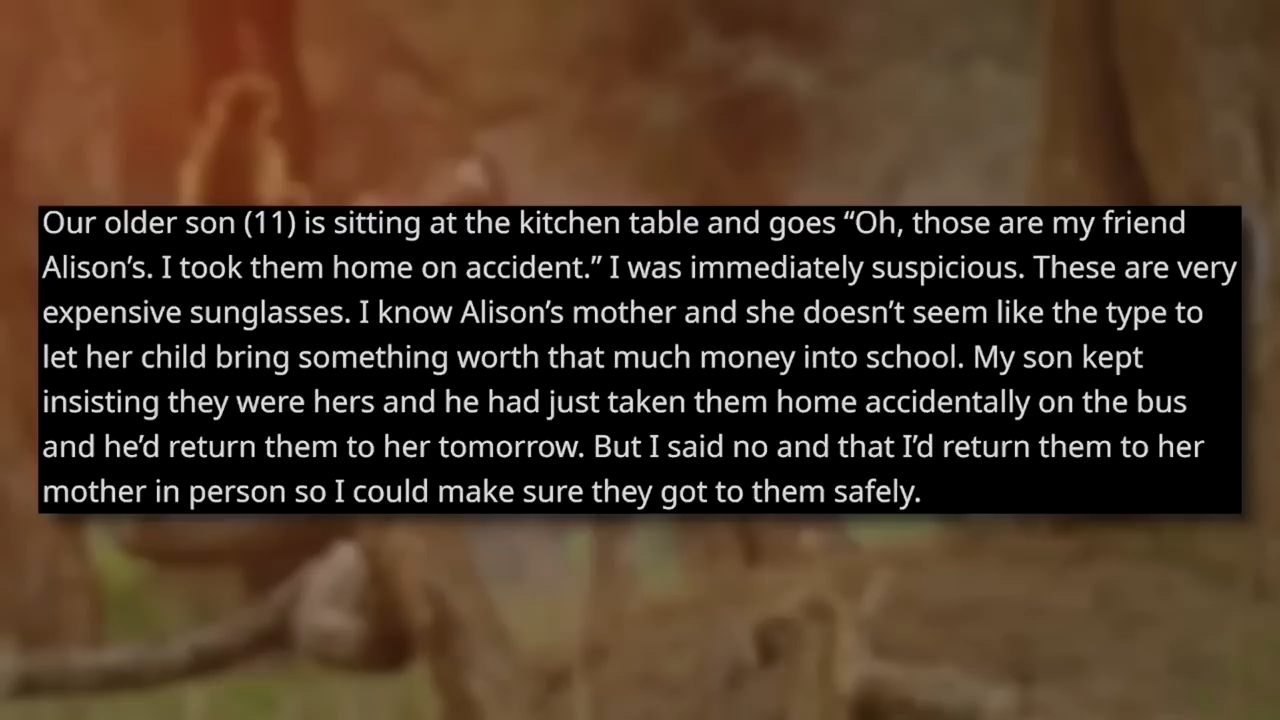 Our older son (11) is sitting at the kitchen table and goes “Oh, those are my friend
Alison’s. I took them home on accident.” I was immediately suspicious. These are very
expensive sunglasses. I know Alison’s mother and she doesn’t seem like the type to
let her child bring something worth that much money into school. My son kept
insisting they were hers and he had just taken them home accidentally on the bus
and he’d return them to her tomorrow. But I said no and that I’d return them to her
mother in person so I could make sure they got to them safely.